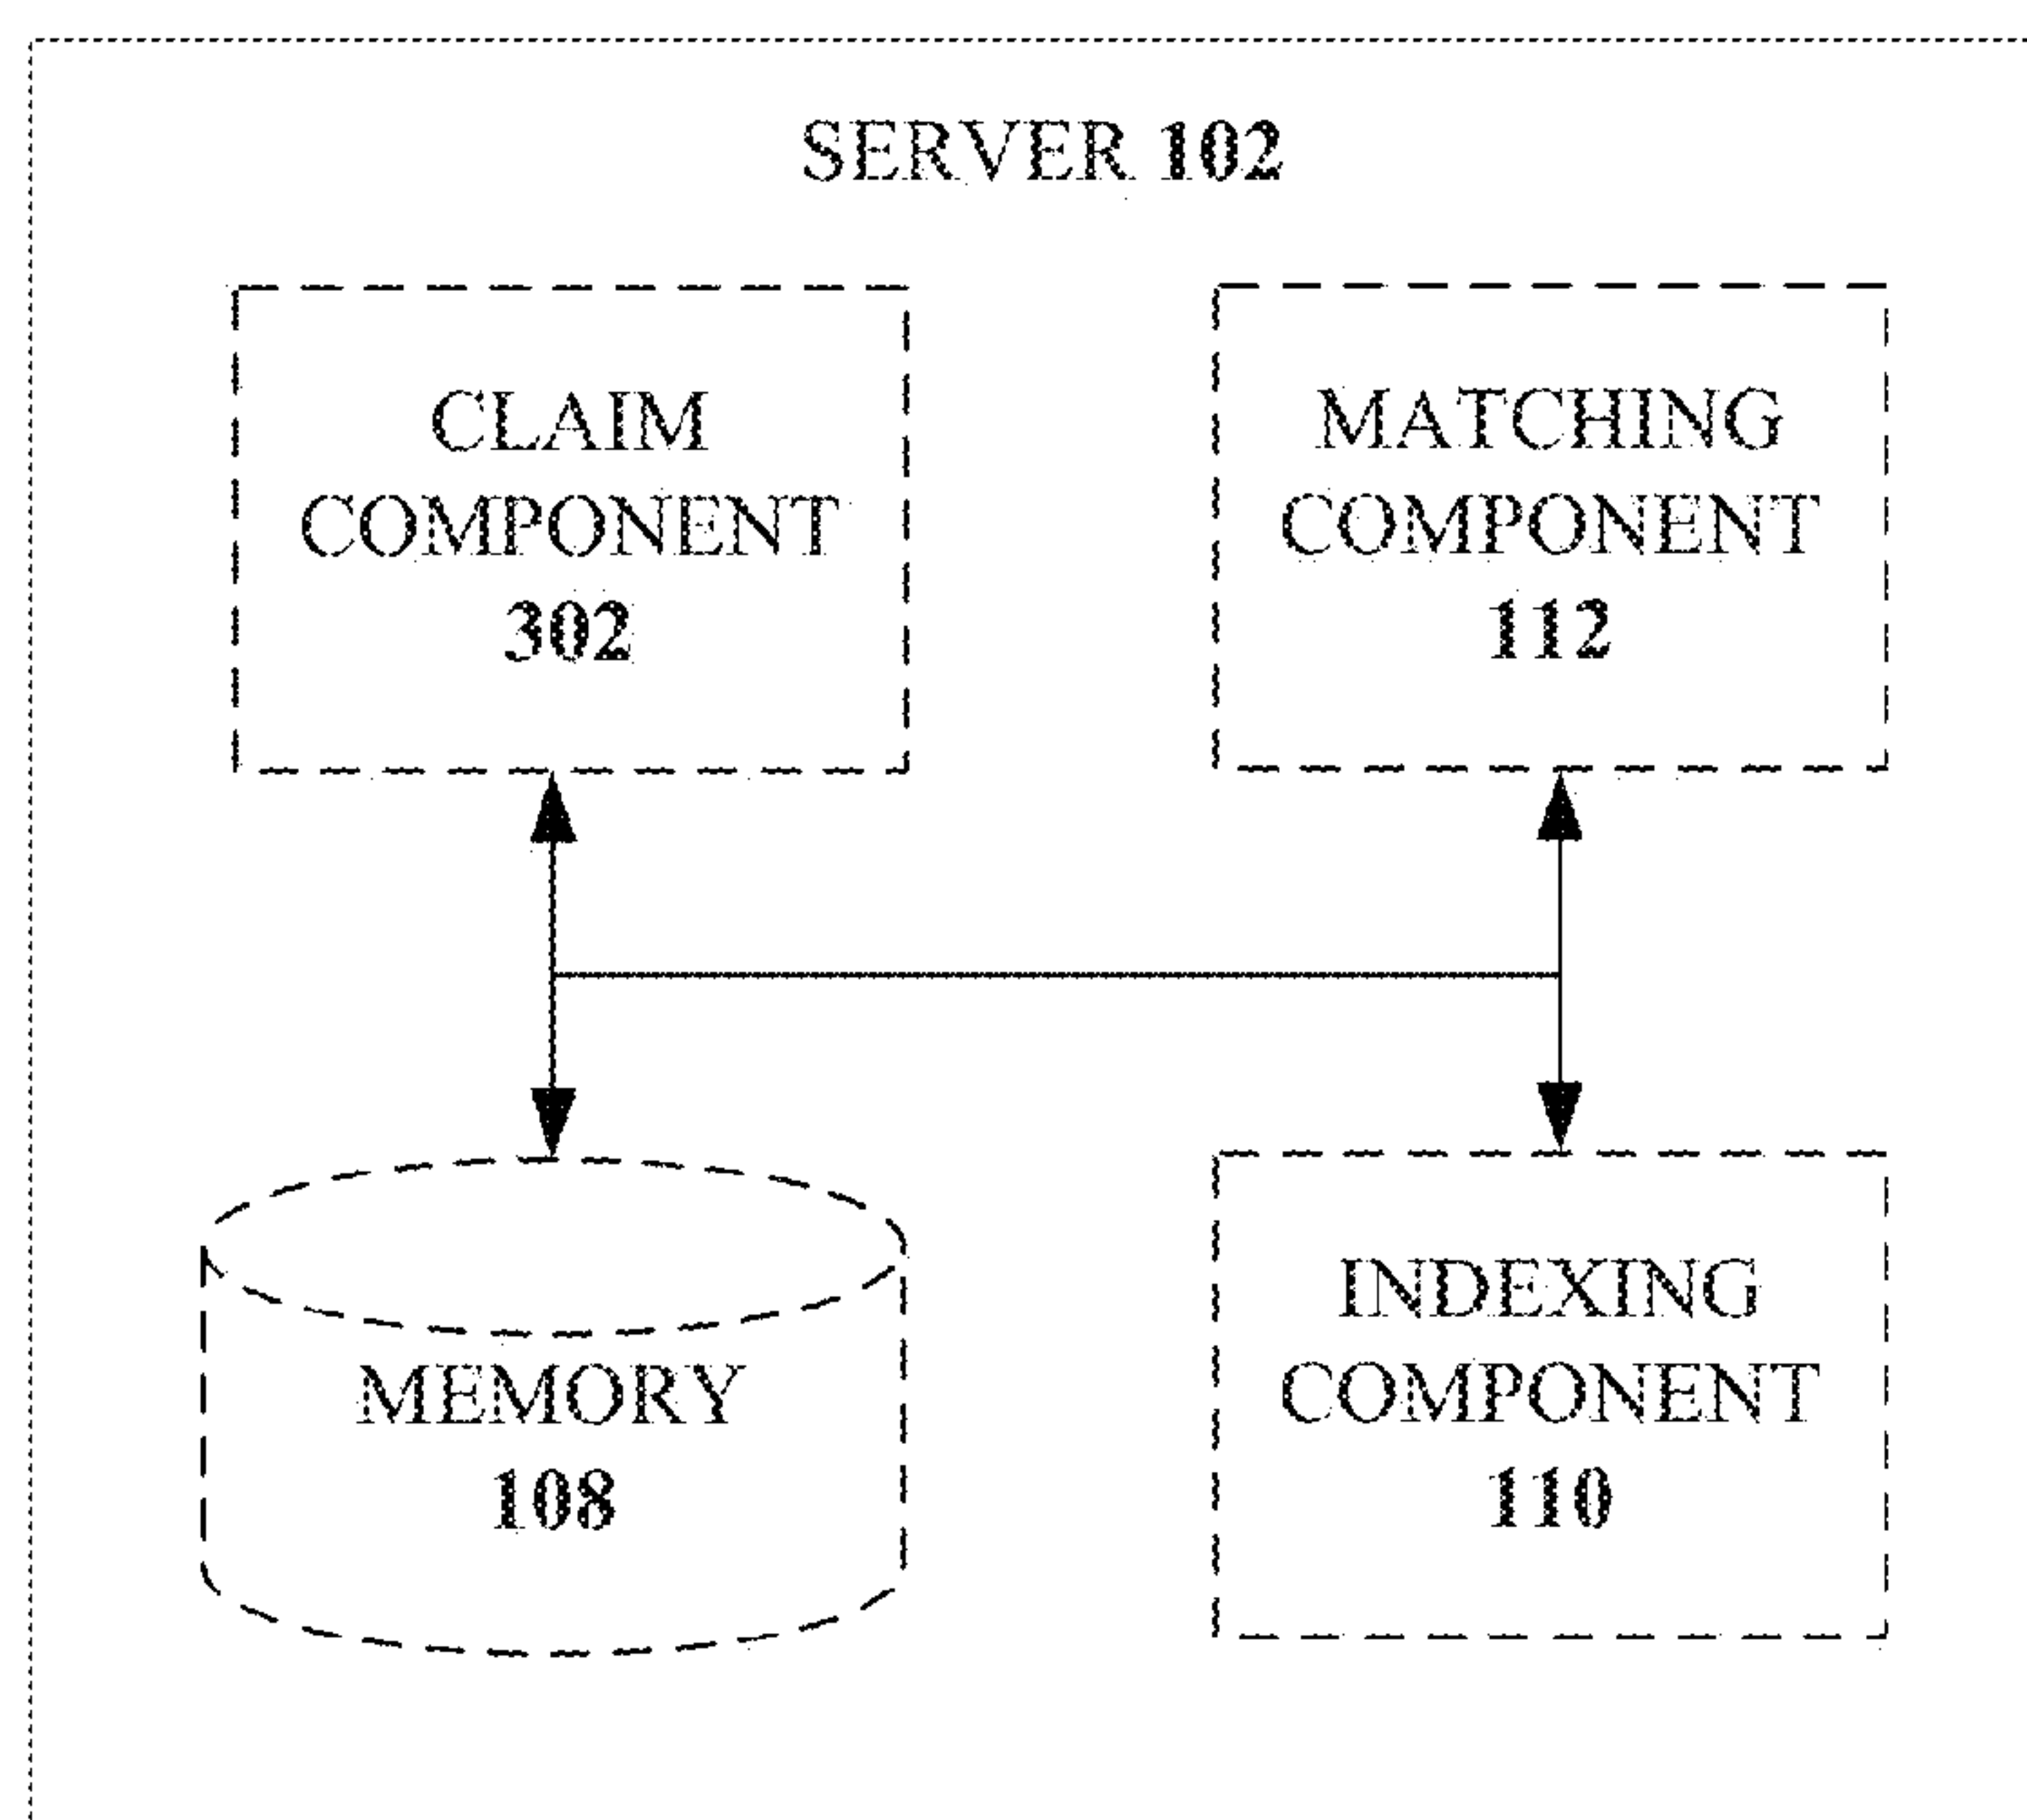 SERVER 102
CLAIM
COMPONENT
302
MATCHING
COMPONENT
112
MEMORY
108
INDEXING
COMPONENT
110